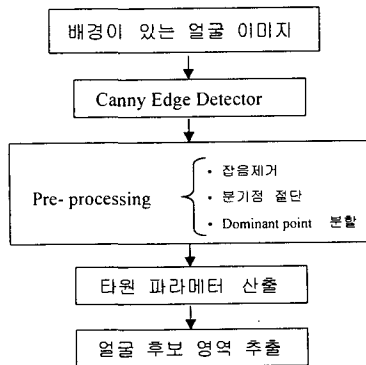 배경이 있는 얼굴 이미지
Canny Edge Detector
Pre- processing
• 잡음제거
• 분기점 절단
• Dominant point 분할
타원 파라메터 산출
얼굴 후보 영역 추출